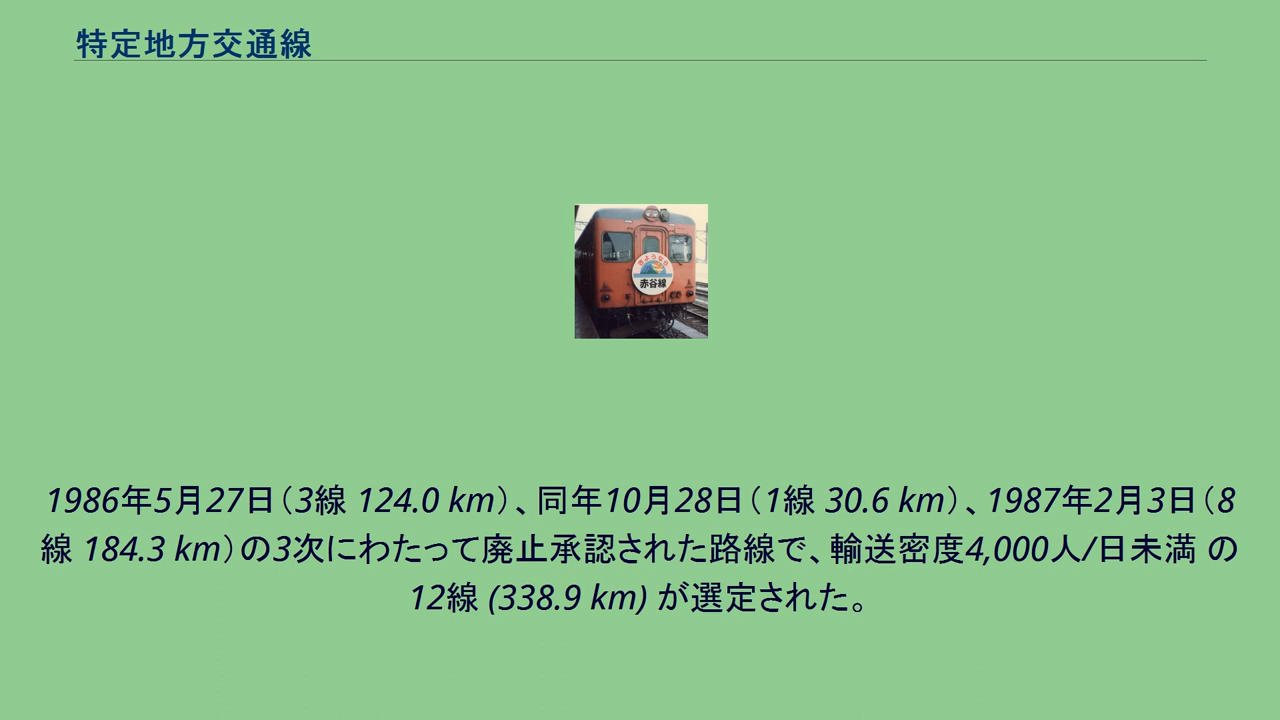 特定地方交通線
さようなら
赤谷線
1986年5月27日（3線 124.0 km）、同年10月28日（1線 30.6 km）、1987年2月3日（8
線 184.3 km）の3次にわたって廃止承認された路線で、輸送密度4,000人/日未満 の
12線 (338.9 km) が選定された。